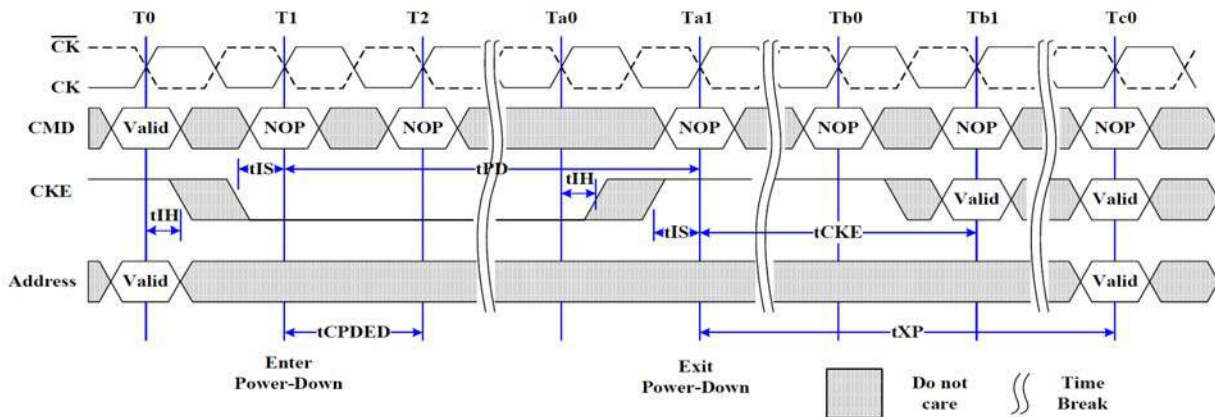 T0 T1 T2 Ta0 Ta1 Tb0 Tb1 Tc0
CK
CK
CMD Valid NOP NOP NOP NOP NOP NOP
tIS tPD
CKE tIH Valid Valid
tIH tIS tCKE
Address Valid Valid
tCPDED tXP
Enter
Power-Down
Exit
Power-Down
Do not
care
Time
Break